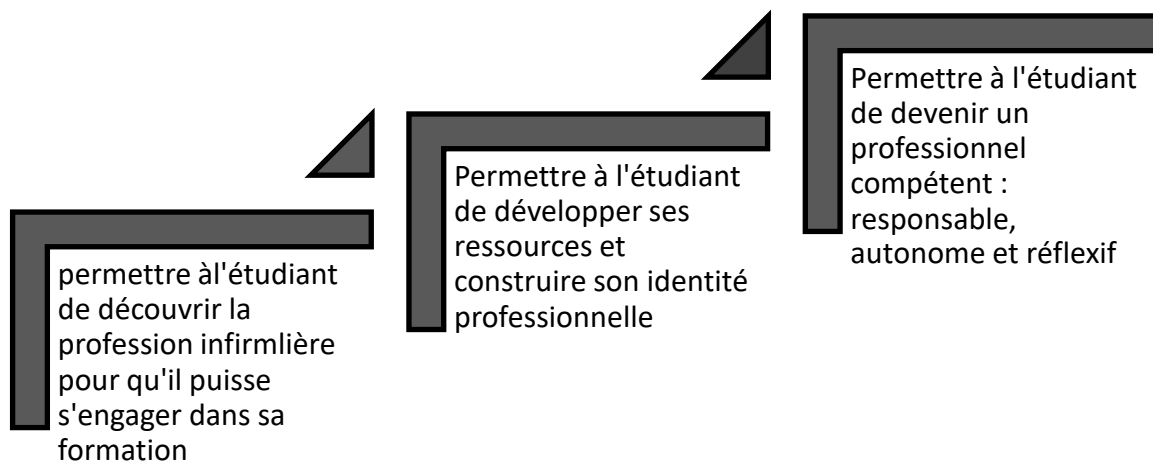 permettre àl'étudiant
de découvrir la
profession infirmlière
pour qu'il puisse
s'engager dans sa
formation
Permettre à l'étudiant
de développer ses
ressources et
construire son identité
professionnelle
Permettre à l'étudiant
de devenir un
professionnel
compétent :
responsable,
autonome et réflexif